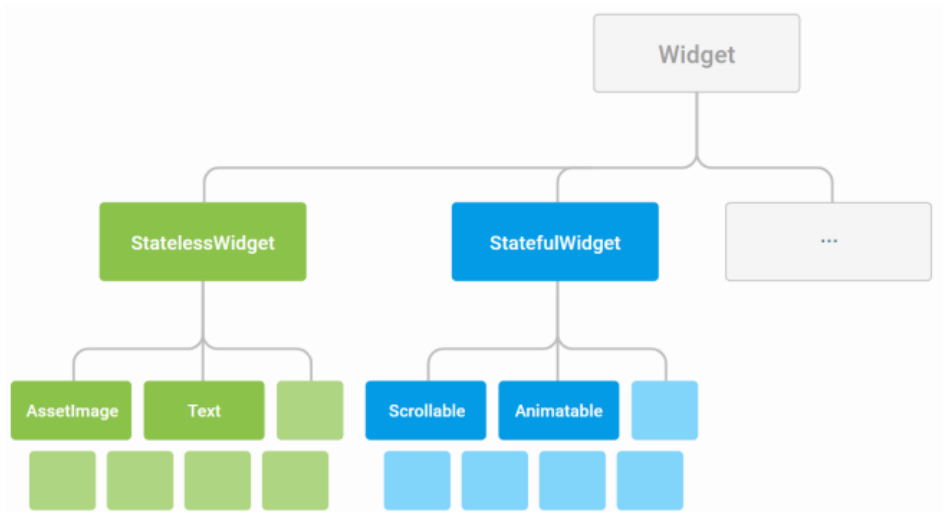 Widget
StatelessWidget
StatefulWidget
...
AssetImage
Text
Scrollable
Animatable